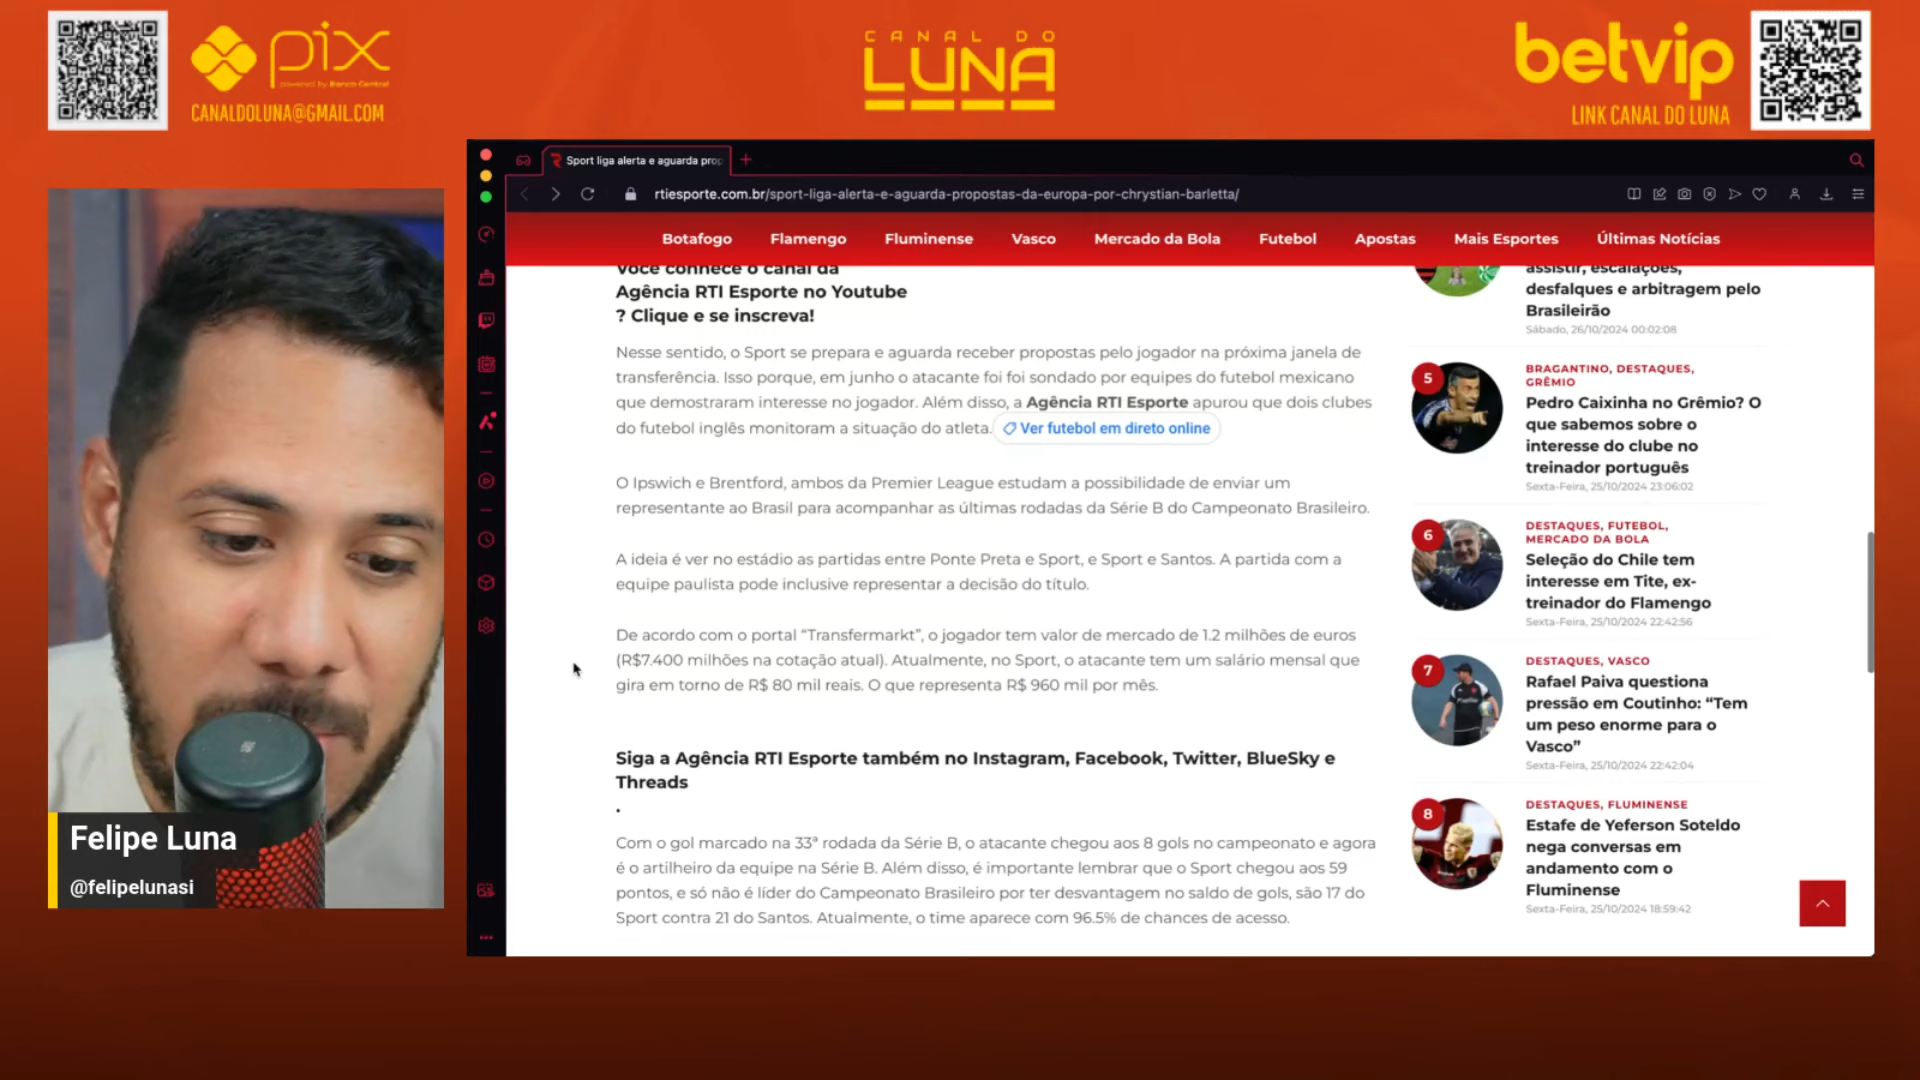 pix
powered by Banco Central
CANALDOLUNA@GMAIL.COM
CANAL DO
LUNA
betvip
LINK CANAL DO LUNA
Sport liga alerta e aguarda prop
rtiesporte.com.br/sport-liga-alerta-e-aguarda-propostas-da-europa-por-chrystian-barletta/
Botafogo Flamengo Fluminense Vasco Mercado da Bola Futebol Apostas Mais Esportes Últimas Notícias
Você conhece o canal da
Agência RTI Esporte no Youtube
? Clique e se inscreva!
Nesse sentido, o Sport se prepara e aguarda receber propostas pelo jogador na próxima janela de
transferência. Isso porque, em junho o atacante foi foi sondado por equipes do futebol mexicano
que demostraram interesse no jogador. Além disso, a Agência RTI Esporte apurou que dois clubes
do futebol inglês monitoram a situação do atleta. Ver futebol em direto online
O Ipswich e Brentford, ambos da Premier League estudam a possibilidade de enviar um
representante ao Brasil para acompanhar as últimas rodadas da Série B do Campeonato Brasileiro.
A ideia é ver no estádio as partidas entre Ponte Preta e Sport, e Sport e Santos. A partida com a
equipe paulista pode inclusive representar a decisão do título.
De acordo com o portal “Transfermarkt”, o jogador tem valor de mercado de 1.2 milhões de euros
(R$7.400 milhões na cotação atual). Atualmente, no Sport, o atacante tem um salário mensal que
gira em torno de R$ 80 mil reais. O que representa R$ 960 mil por mês.
Siga a Agência RTI Esporte também no Instagram, Facebook, Twitter, BlueSky e
Threads
.
Com o gol marcado na 33ª rodada da Série B, o atacante chegou aos 8 gols no campeonato e agora
é o artilheiro da equipe na Série B. Além disso, é importante lembrar que o Sport chegou aos 59
pontos, e só não é líder do Campeonato Brasileiro por ter desvantagem no saldo de gols, são 17 do
Sport contra 21 do Santos. Atualmente, o time aparece com 96.5% de chances de acesso.
assistir, escalações,
desfalques e arbitragem pelo
Brasileirão
Sábado, 26/10/2024 00:02:08
5
BRAGANTINO, DESTAQUES,
GRÊMIO
Pedro Caixinha no Grêmio? O
que sabemos sobre o
interesse do clube no
treinador português
Sexta-Feira, 25/10/2024 23:06:02
6
DESTAQUES, FUTEBOL,
MERCADO DA BOLA
Seleção do Chile tem
interesse em Tite, ex-
treinador do Flamengo
Sexta-Feira, 25/10/2024 22:42:56
7
DESTAQUES, VASCO
Rafael Paiva questiona
pressão em Coutinho: “Tem
um peso enorme para o
Vasco”
Sexta-Feira, 25/10/2024 22:42:04
8
DESTAQUES, FLUMINENSE
Estafe de Yeferson Soteldo
nega conversas em
andamento com o
Fluminense
Sexta-Feira, 25/10/2024 18:59:42
Felipe Luna
@felipelunasi